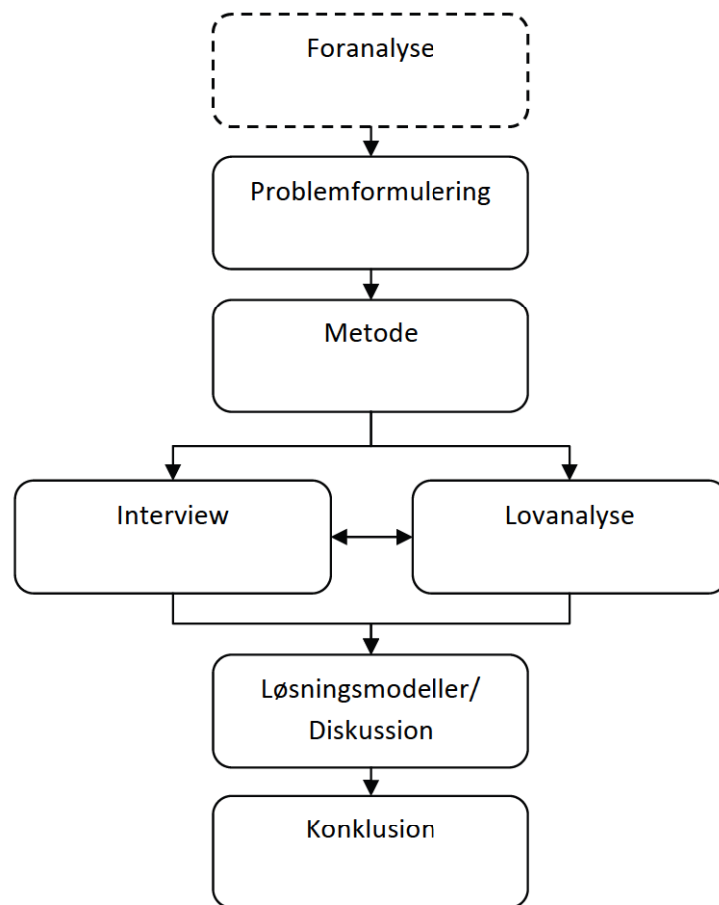 Foranalyse
Problemformulering
Metode
Interview
Lovanalyse
Løsningsmodeller/
Diskussion
Konklusion